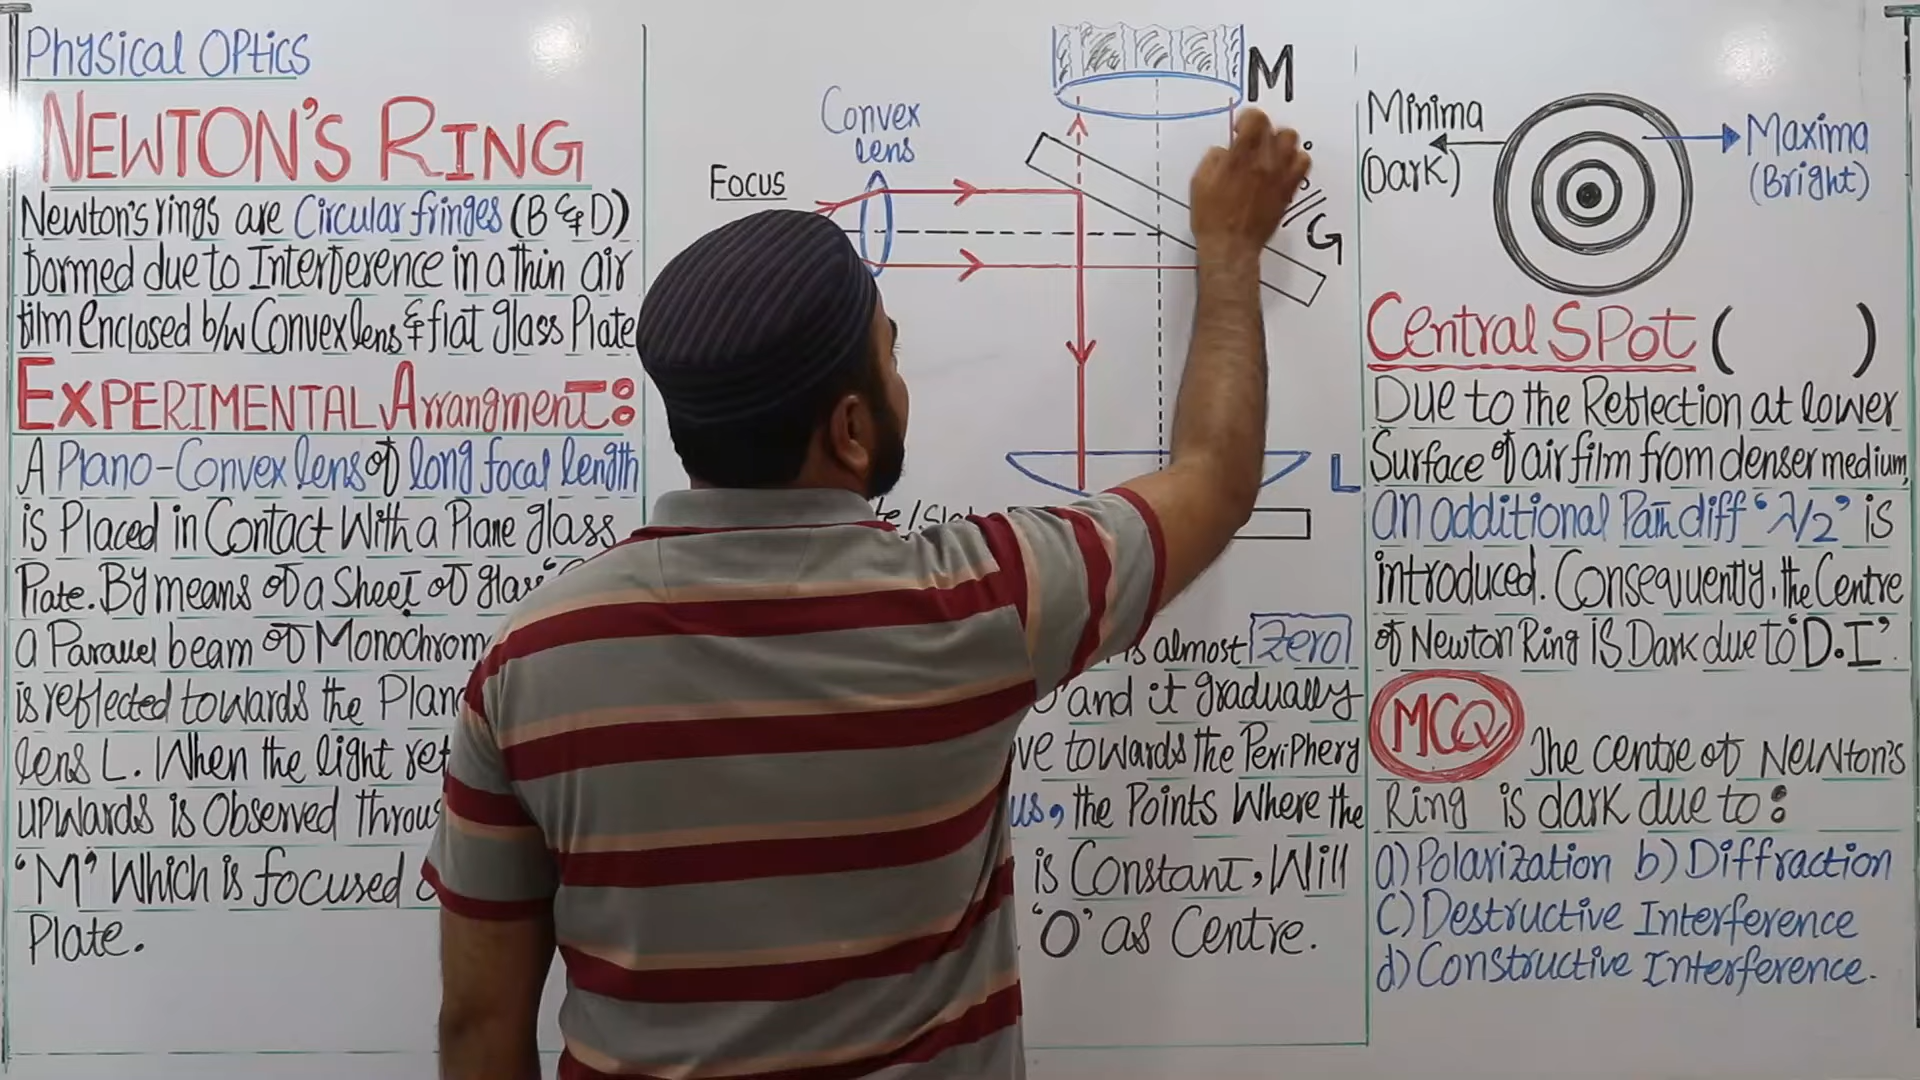 Physical Optics
NEWTON'S RING
Newton's rings are Circular fringes (B & D)
formed due to Interference in a thin air
film enclosed b/w Convex lens & flat glass Plate
EXPERIMENTAL ArrangmenT:
A Plano-Convex lens of long focal length
is Placed in Contact With a Plane glass
Plate. By means of a Sheet of glass
a Parallel beam of Monochrom
is reflected towards the Plan
lens L. When the light ref
upwards is Observed throu
'M' Which is focused
Plate.
Convex
lens
Focus
M
G
L
is almost Zero
and it gradually
ve towards the Periphery
us, the Points Where the
is Constant, Will
'O' as Centre.
Minima
(Dark)
Maxima
(Bright)
Central SPot ( )
Due to the Reflection at lower
Surface of air film from denser medium,
an additional Path diff 'λ/2' is
introduced. Consequently, the Centre
of Newton Ring is Dark due to 'D.I'.
MCQ The centre of Newton's
Ring is dark due to:
a) Polarization b) Diffraction
c) Destructive Interference
d) Constructive Interference.